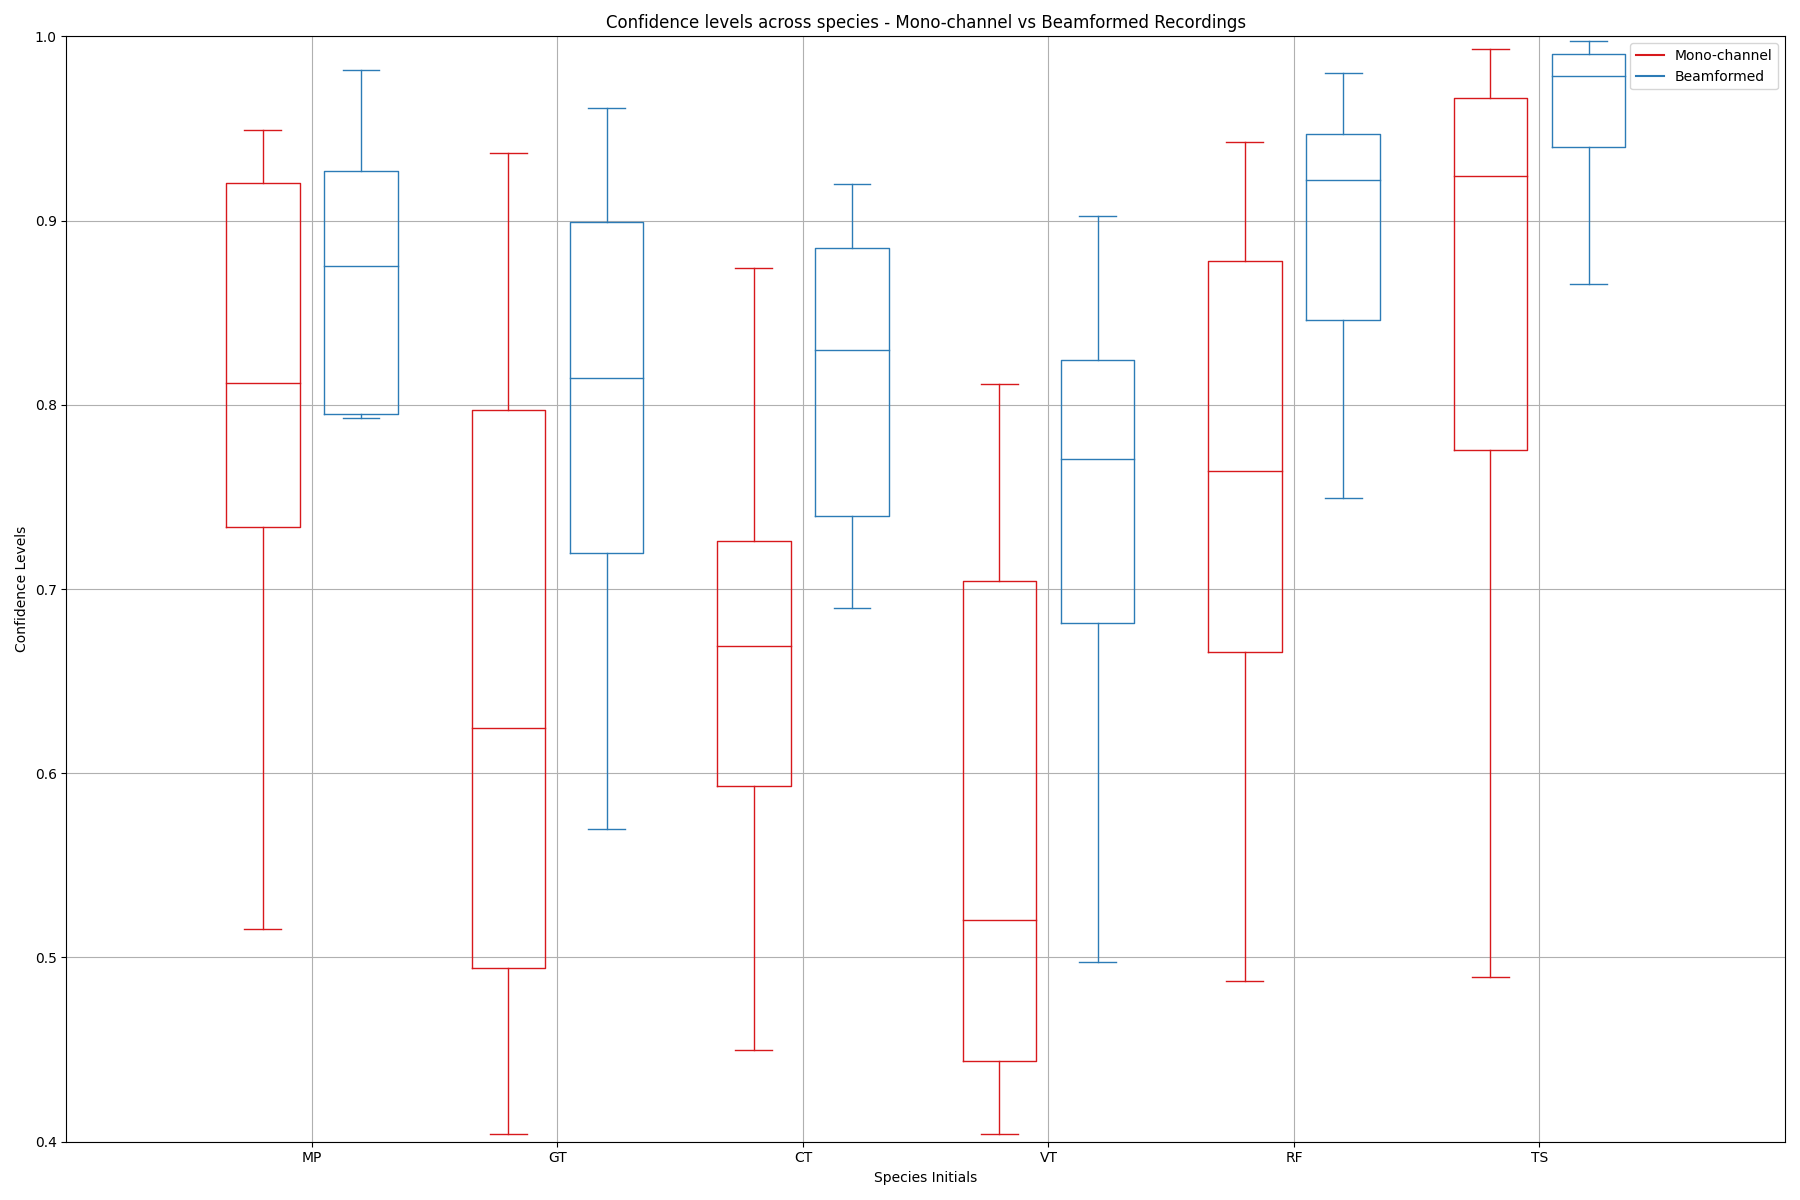 Confidence levels across species - Mono-channel vs Beamformed Recordings
1.0
0.9
0.8
0.7
0.6
0.5
0.4
Confidence Levels
Mono-channel
Beamformed
MP
GT
CT
VT
RF
TS
Species Initials